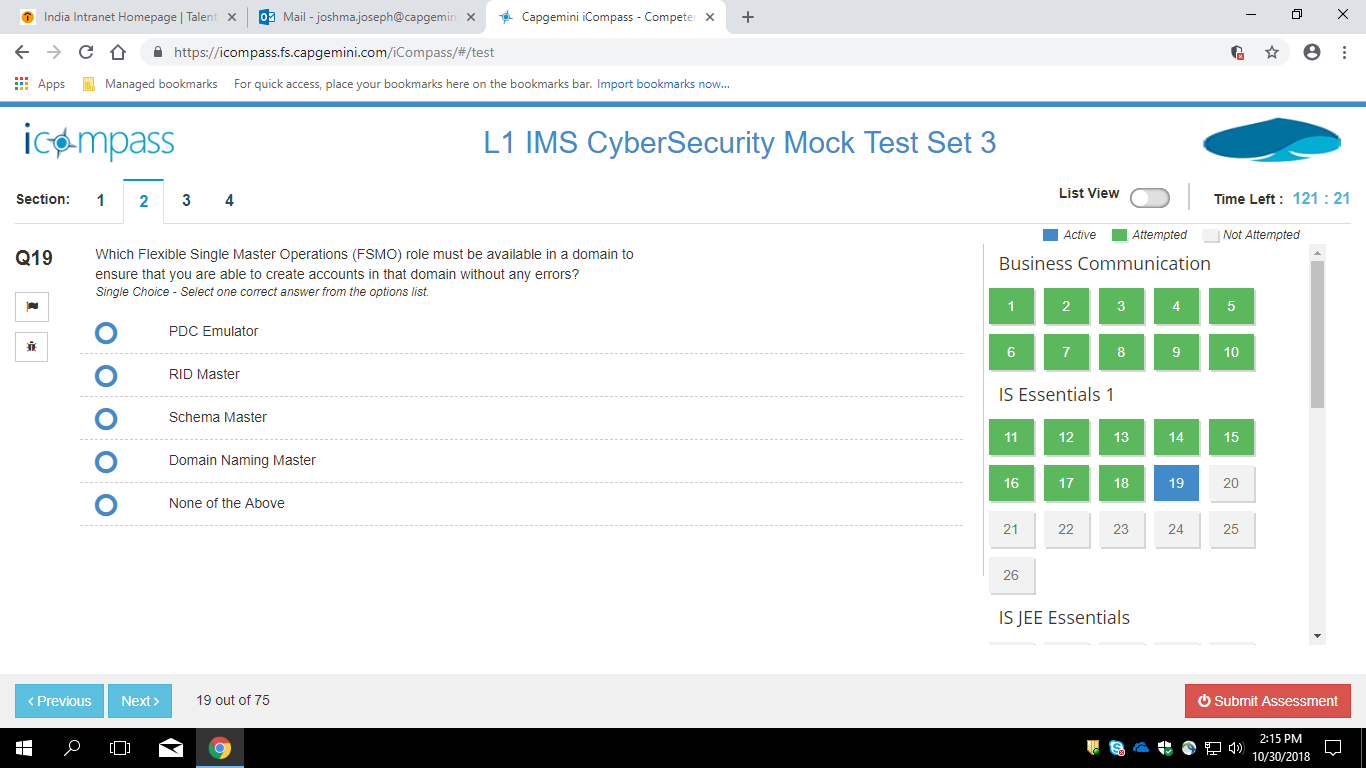 India Intranet Homepage | Talent
Mail - joshma.joseph@capgemin
Capgemini iCompass - Competen
https://icompass.fs.capgemini.com/iCompass/#/test
Apps
Managed bookmarks
For quick access, place your bookmarks here on the bookmarks bar. Import bookmarks now...
icompass
L1 IMS CyberSecurity Mock Test Set 3
Section: 1 2 3 4
List View
Time Left : 121 : 21
Active Attempted Not Attempted
Q19
Which Flexible Single Master Operations (FSMO) role must be available in a domain to
ensure that you are able to create accounts in that domain without any errors?
Single Choice - Select one correct answer from the options list.
PDC Emulator
RID Master
Schema Master
Domain Naming Master
None of the Above
Business Communication
1 2 3 4 5
6 7 8 9 10
IS Essentials 1
11 12 13 14 15
16 17 18 19 20
21 22 23 24 25
26
IS JEE Essentials
‹ Previous
Next ›
19 out of 75
Submit Assessment
2:15 PM
10/30/2018